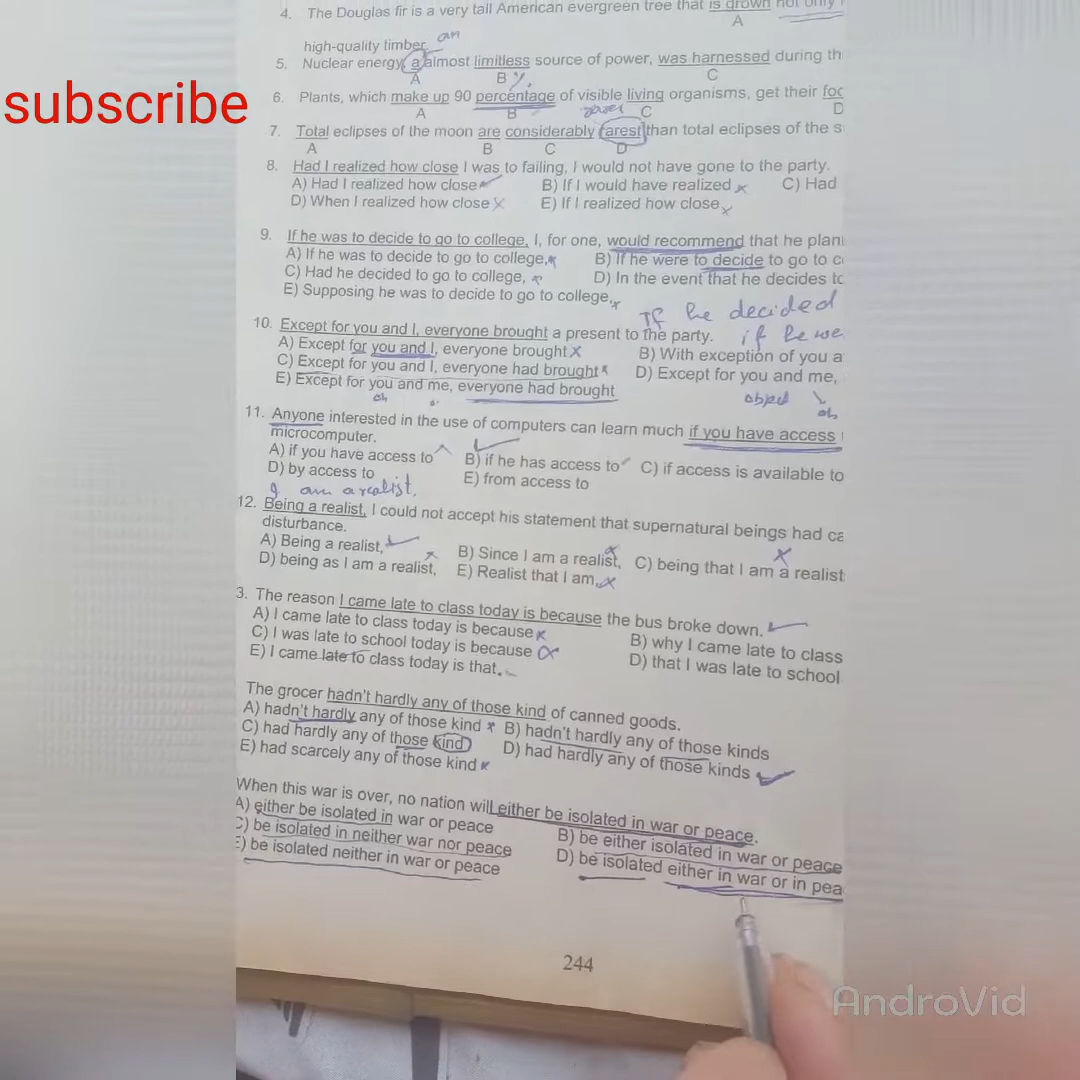 4. The Douglas fir is a very tall American evergreen tree that is grown not only
A
high-quality timber
an
5. Nuclear energy, a almost limitless source of power, was harnessed during th
A B C
%
6. Plants, which make up 90 percentage of visible living organisms, get their foo
A B C D
7. Total eclipses of the moon are considerably rarest than total eclipses of the s
A B C D
8. Had I realized how close I was to failing, I would not have gone to the party.
A) Had I realized how close B) If I would have realized C) Had
D) When I realized how close E) If I realized how close
9. If he was to decide to go to college, I, for one, would recommend that he plan
A) If he was to decide to go to college, B) If he were to decide to go to c
C) Had he decided to go to college, D) In the event that he decides to
E) Supposing he was to decide to go to college,
If he decided
if he we
10. Except for you and I, everyone brought a present to the party.
A) Except for you and I, everyone brought B) With exception of you a
C) Except for you and I, everyone had brought D) Except for you and me,
E) Except for you and me, everyone had brought
object
ob
11. Anyone interested in the use of computers can learn much if you have access
microcomputer.
A) if you have access to B) if he has access to C) if access is available to
D) by access to E) from access to
I am a realist.
12. Being a realist, I could not accept his statement that supernatural beings had ca
disturbance.
A) Being a realist, B) Since I am a realist, C) being that I am a realist
D) being as I am a realist, E) Realist that I am,
3. The reason I came late to class today is because the bus broke down.
A) I came late to class today is because B) why I came late to class
C) I was late to school today is because D) that I was late to school
E) I came late to class today is that.
The grocer hadn't hardly any of those kind of canned goods.
A) hadn't hardly any of those kind B) hadn't hardly any of those kinds
C) had hardly any of those kind D) had hardly any of those kinds
E) had scarcely any of those kind
When this war is over, no nation will either be isolated in war or peace.
A) either be isolated in war or peace B) be either isolated in war or peace
C) be isolated in neither war nor peace D) be isolated either in war or in pea
E) be isolated neither in war or peace
244
subscribe
AndroVid